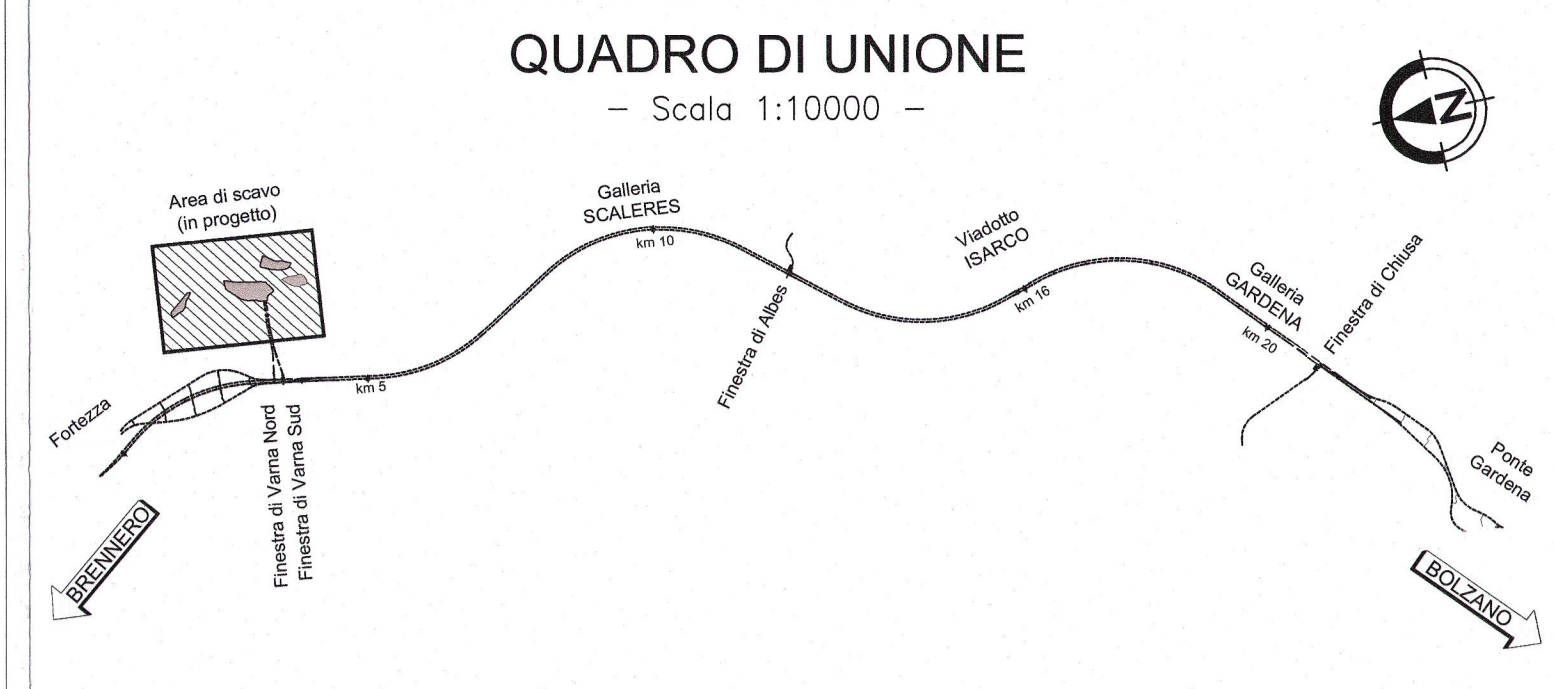 QUADRO DI UNIONE
- Scala 1:10000 -
N
Area di scavo
(in progetto)
Galleria
SCALERES
km 10
Viadotto
ISARCO
km 16
Galleria
GARDENA
km 20
Finestra di Chiusa
Finestra di Albes
km 5
Fortezza
Finestra di Varna Nord
Finestra di Varna Sud
Ponte
Gardena
BRENNERO
BOLZANO